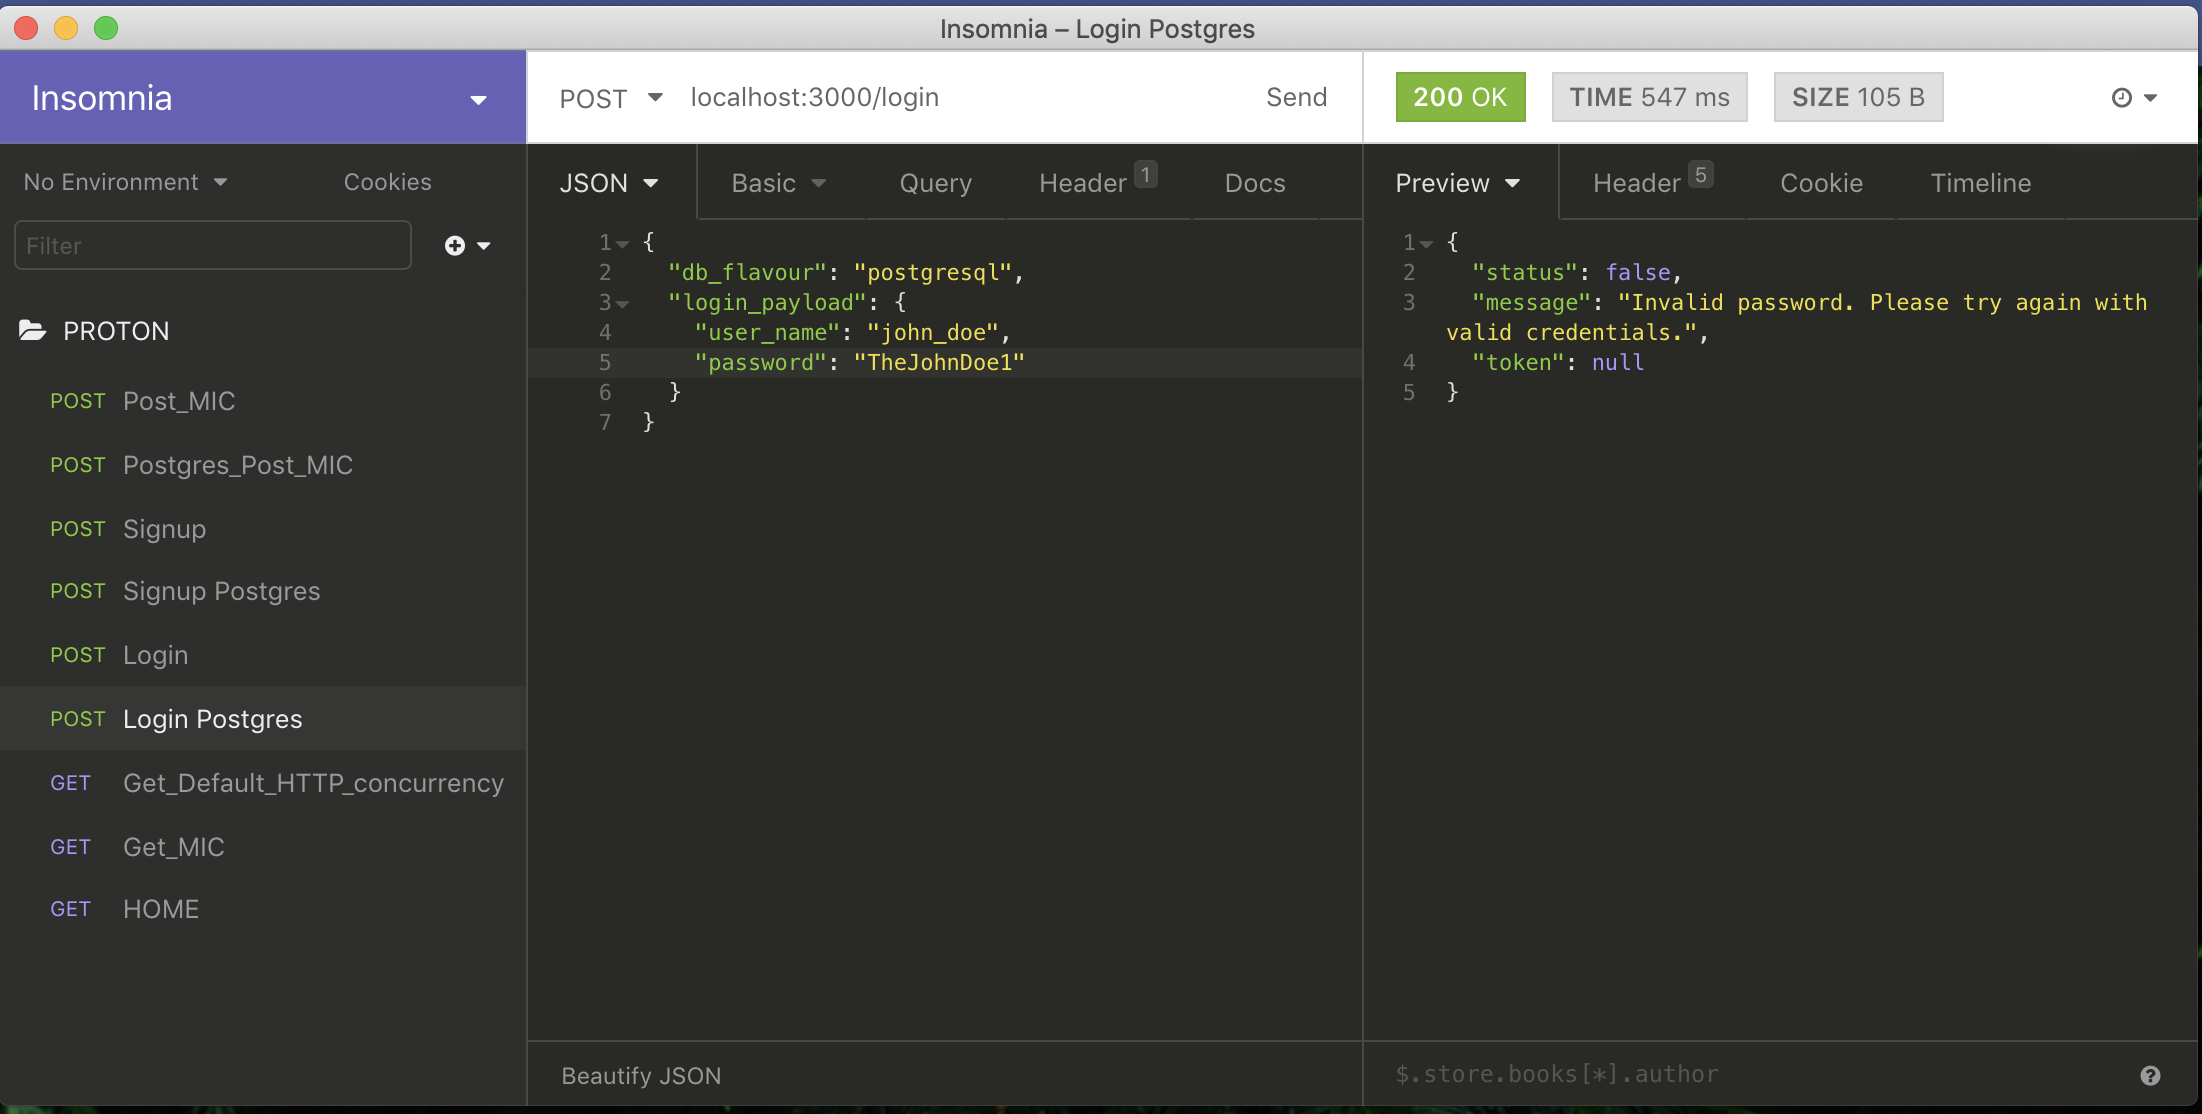 Insomnia – Login Postgres
Insomnia
POST localhost:3000/login Send
200 OK TIME 547 ms SIZE 105 B
No Environment Cookies
Filter
PROTON
POST Post_MIC
POST Postgres_Post_MIC
POST Signup
POST Signup Postgres
POST Login
POST Login Postgres
GET Get_Default_HTTP_concurrency
GET Get_MIC
GET HOME
JSON Basic Query Header 1 Docs
1 {
2 "db_flavour": "postgresql",
3 "login_payload": {
4 "user_name": "john_doe",
5 "password": "TheJohnDoe1"
6 }
7 }
Beautify JSON
Preview Header 5 Cookie Timeline
1 {
2 "status": false,
3 "message": "Invalid password. Please try again with
valid credentials.",
4 "token": null
5 }
$.store.books[*].author